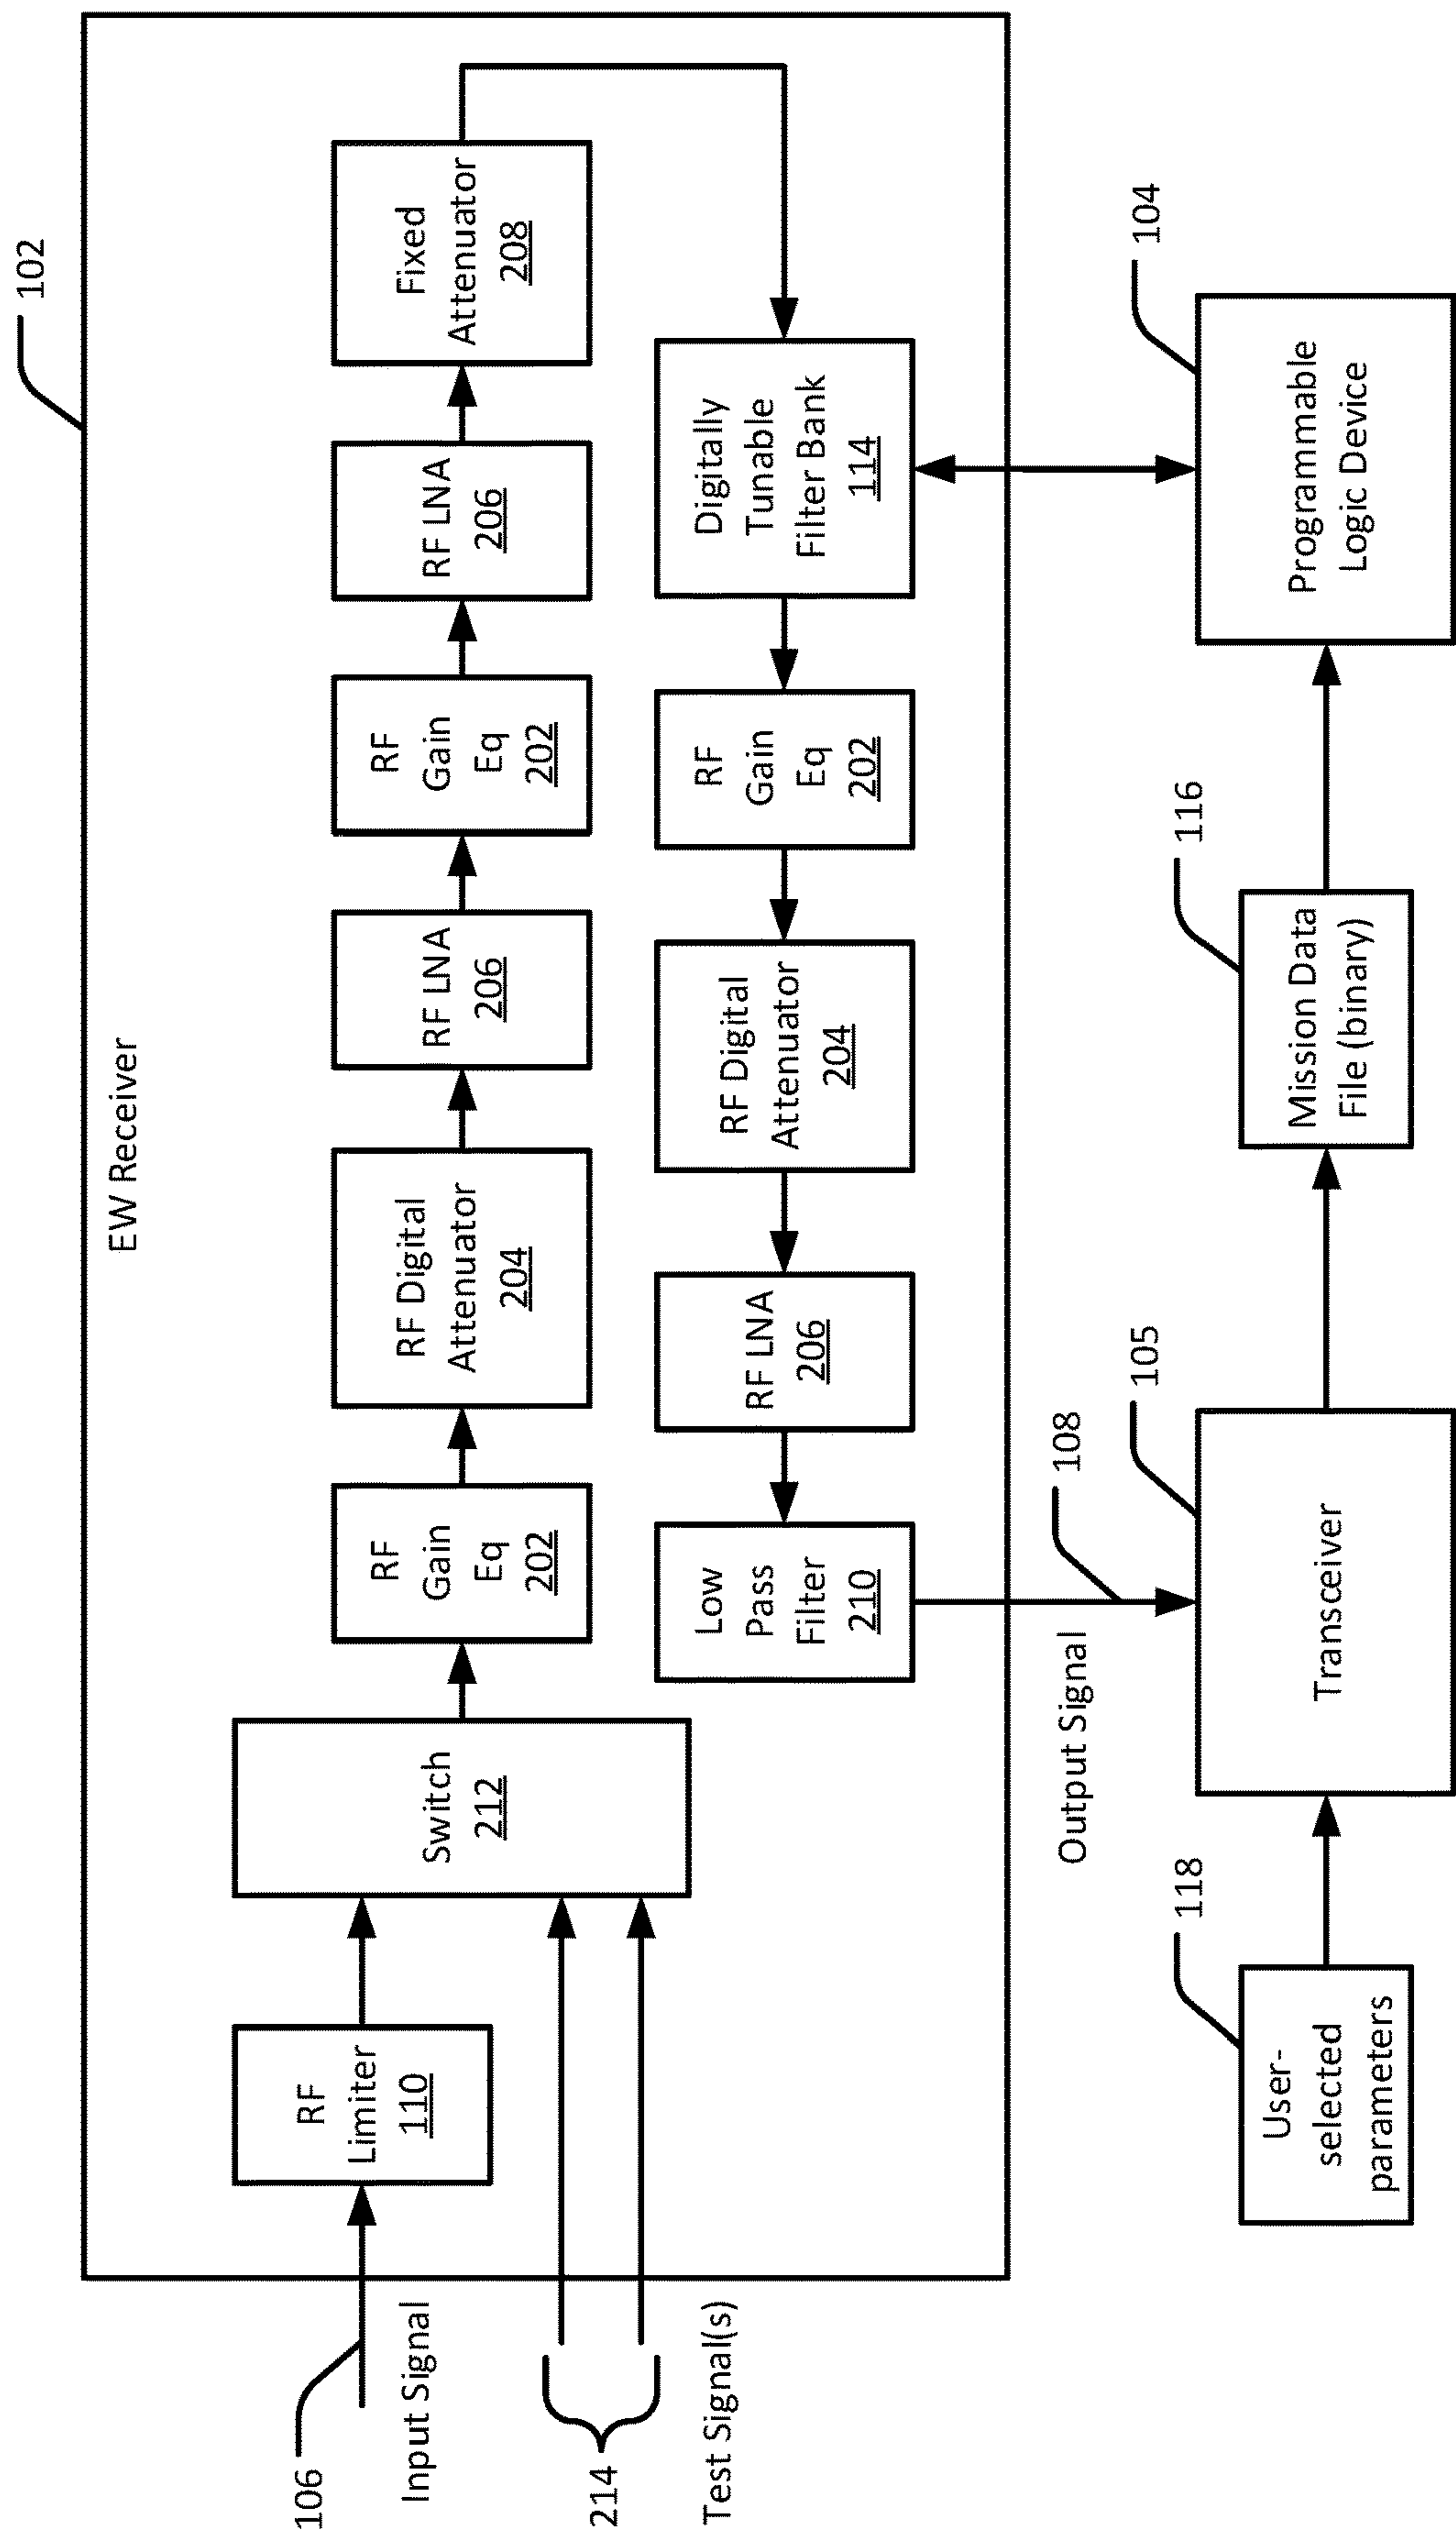 102
EW Receiver
106
Input Signal
214
Test Signal(s)
RF
Limiter
110
Switch
212
RF
Gain
Eq
202
RF Digital
Attenuator
204
RF LNA
206
RF
Gain
Eq
202
RF LNA
206
Fixed
Attenuator
208
Digitally
Tunable
Filter Bank
114
RF
Gain
Eq
202
RF Digital
Attenuator
204
RF LNA
206
Low
Pass
Filter
210
Output Signal
108
118
User-
selected
parameters
105
Transceiver
116
Mission Data
File (binary)
104
Programmable
Logic Device